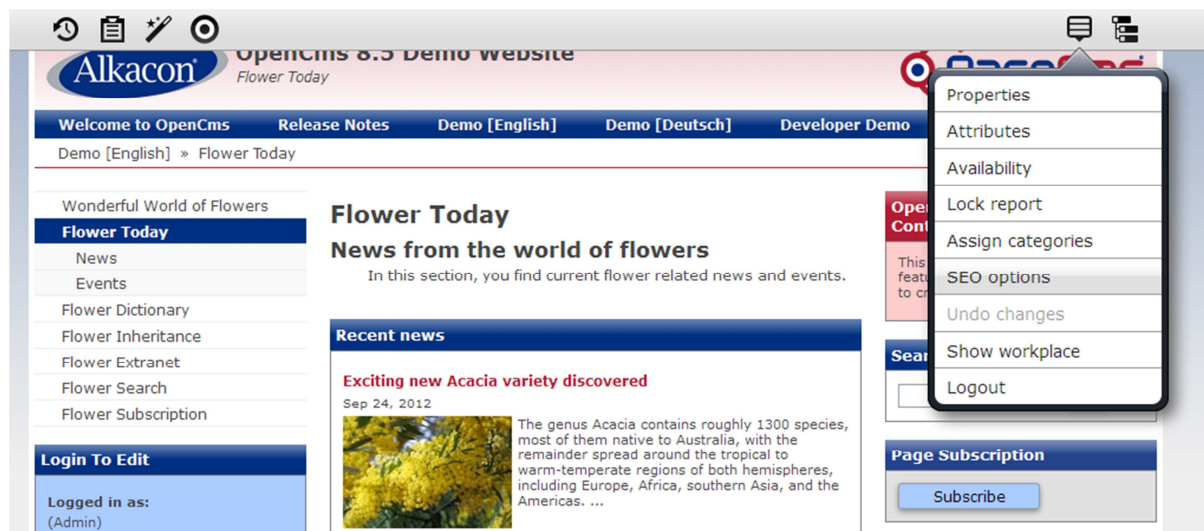 Alkacon
OpenCms 8.5 Demo Website
Flower Today
Welcome to OpenCms
Release Notes
Demo [English]
Demo [Deutsch]
Developer Demo
Demo [English] » Flower Today
Wonderful World of Flowers
Flower Today
News
Events
Flower Dictionary
Flower Inheritance
Flower Extranet
Flower Search
Flower Subscription
Login To Edit
Logged in as:
(Admin)
Flower Today
News from the world of flowers
In this section, you find current flower related news and events.
Recent news
Exciting new Acacia variety discovered
Sep 24, 2012
The genus Acacia contains roughly 1300 species,
most of them native to Australia, with the
remainder spread around the tropical to
warm-temperate regions of both hemispheres,
including Europe, Africa, southern Asia, and the
Americas. ...
This
to
Page Subscription
Subscribe
Properties
Attributes
Availability
Lock report
Assign categories
SEO options
Undo changes
Show workplace
Logout